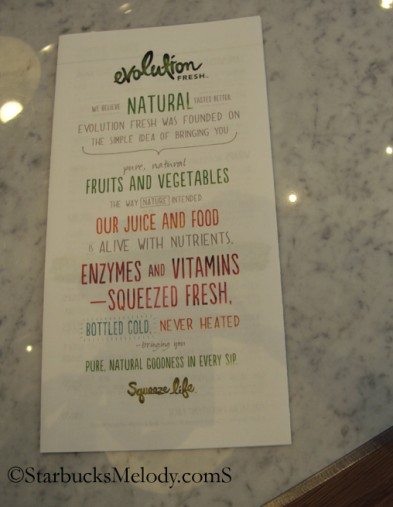 evolution
FRESH™
WE BELIEVE NATURAL TASTES BETTER.
EVOLUTION FRESH WAS FOUNDED ON
THE SIMPLE IDEA OF BRINGING YOU
pure, natural
FRUITS AND VEGETABLES
THE WAY NATURE INTENDED.
OUR JUICE AND FOOD
IS ALIVE WITH NUTRIENTS,
ENZYMES AND VITAMINS
—SQUEEZED FRESH,
BOTTLED COLD, NEVER HEATED
—bringing you
PURE, NATURAL GOODNESS IN EVERY SIP.
Squeeze life.
©StarbucksMelody.comS